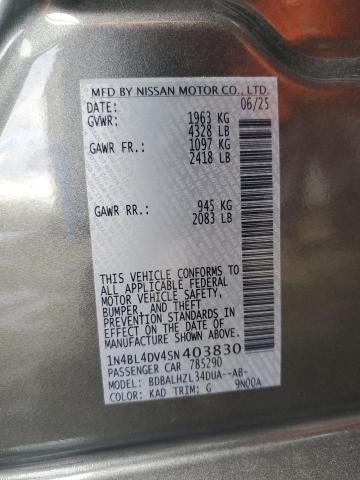 MFD BY NISSAN MOTOR CO., LTD.
DATE: 06/25
GVWR: 1963 KG
4328 LB
GAWR FR.: 1097 KG
2418 LB
GAWR RR.: 945 KG
2083 LB
THIS VEHICLE CONFORMS TO
ALL APPLICABLE FEDERAL
MOTOR VEHICLE SAFETY,
BUMPER, AND THEFT
PREVENTION STANDARDS IN
EFFECT ON THE DATE OF
MANUFACTURE SHOWN ABOVE.
1N4BL4DV4SN403830
PASSENGER CAR 785290
MODEL: BDBALHZL34DUA--AB-
COLOR: KAD TRIM: G 9N00A